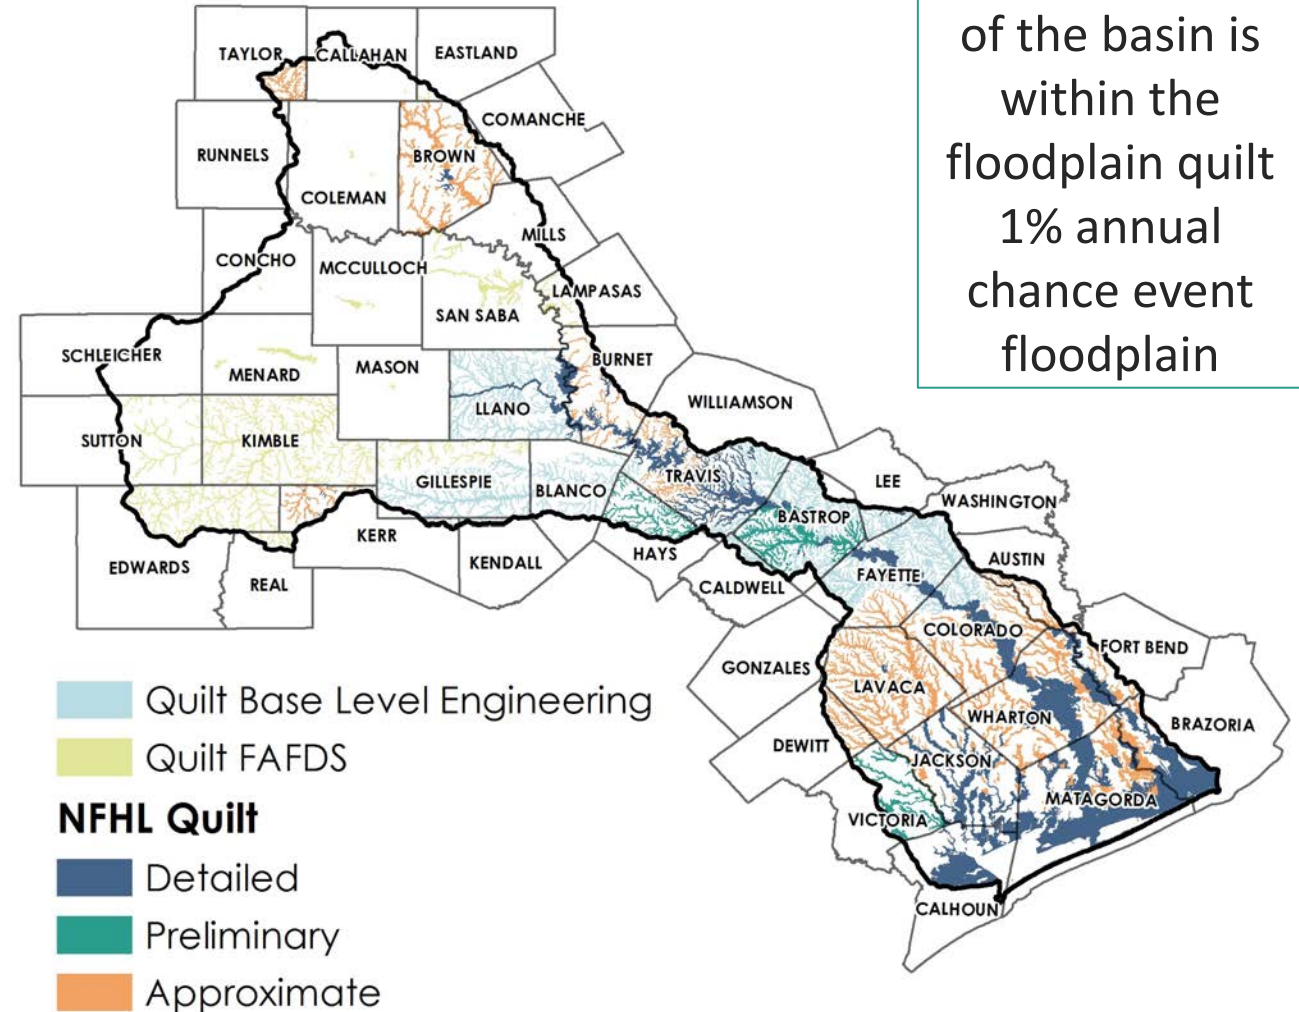 of the basin is
within the
floodplain quilt
1% annual
chance event
floodplain
TAYLOR
CALLAHAN
EASTLAND
COMANCHE
RUNNELS
BROWN
COLEMAN
MILLS
CONCHO
MCCULLOCH
LAMPASAS
SAN SABA
SCHLEICHER
MENARD
MASON
BURNET
LLANO
WILLIAMSON
SUTTON
KIMBLE
GILLESPIE
BLANCO
TRAVIS
LEE
WASHINGTON
BASTROP
KERR
HAYS
KENDALL
AUSTIN
EDWARDS
REAL
CALDWELL
FAYETTE
COLORADO
FORT BEND
GONZALES
LAVACA
WHARTON
BRAZORIA
DEWITT
JACKSON
MATAGORDA
VICTORIA
CALHOUN
Quilt Base Level Engineering
Quilt FAFDS
NFHL Quilt
Detailed
Preliminary
Approximate